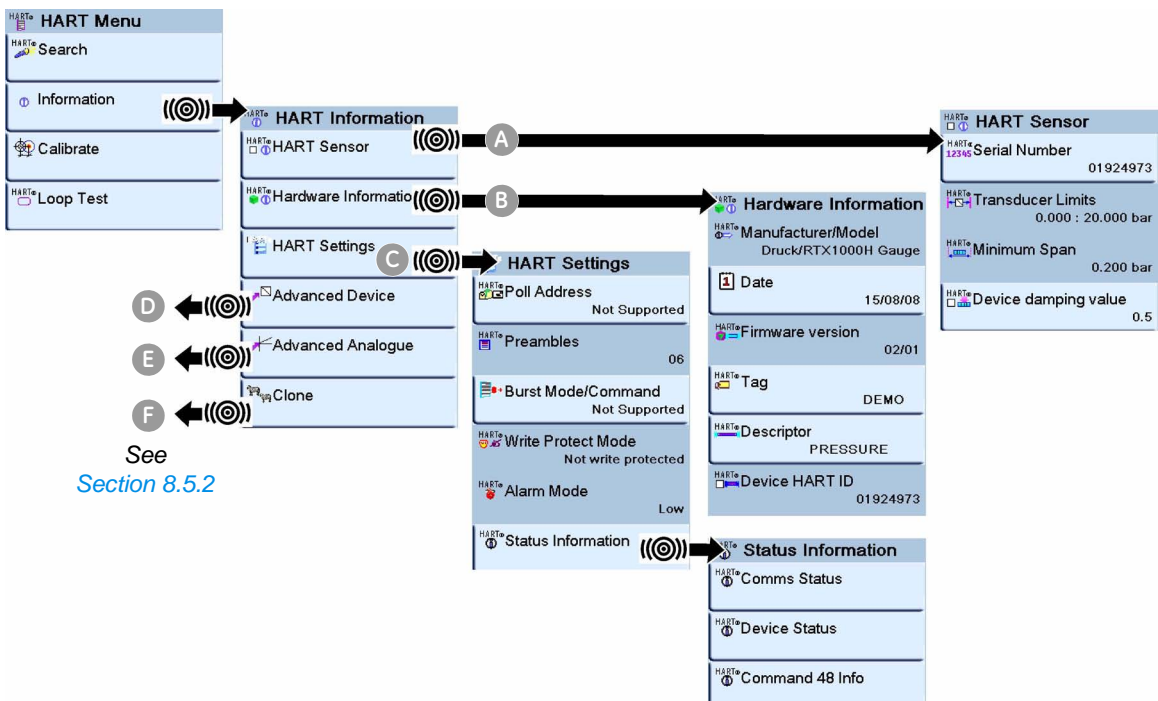 HART Menu
Search
Information
Calibrate
Loop Test
HART Information
HART Sensor
Hardware Informatio
HART Settings
Advanced Device
Advanced Analogue
Clone
A
B
C
D
E
F
See
Section 8.5.2
HART Settings
Poll Address
Not Supported
Preambles
06
Burst Mode/Command
Not Supported
Write Protect Mode
Not write protected
Alarm Mode
Low
Status Information
Hardware Information
Manufacturer/Model
Druck/RTX1000H Gauge
Date
15/08/08
Firmware version
02/01
Tag
DEMO
Descriptor
PRESSURE
Device HART ID
01924973
Status Information
Comms Status
Device Status
Command 48 Info
HART Sensor
Serial Number
01924973
Transducer Limits
0.000 : 20.000 bar
Minimum Span
0.200 bar
Device damping value
0.5